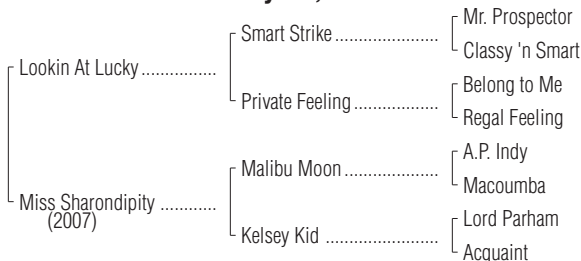 Mr. Prospector
Smart Strike ....................
Classy 'n Smart
Lookin At Lucky ...............
Belong to Me
Private Feeling ................
Regal Feeling
A.P. Indy
Malibu Moon ..................
Macoumba
Miss Sharondipity ...........
(2007)
Lord Parham
Kelsey Kid .....................
Acquaint